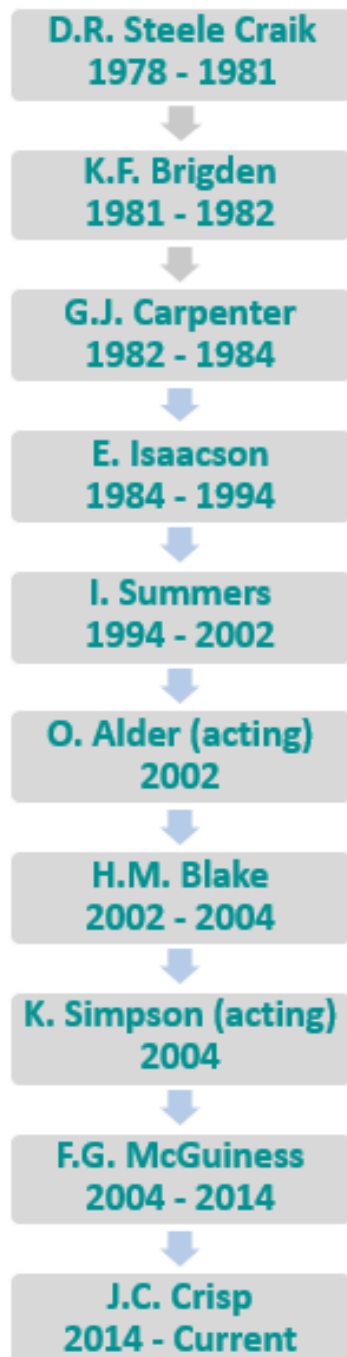 D.R. Steele Craik
1978 - 1981
K.F. Brigden
1981 - 1982
G.J. Carpenter
1982 - 1984
E. Isaacson
1984 - 1994
I. Summers
1994 - 2002
O. Alder (acting)
2002
H.M. Blake
2002 - 2004
K. Simpson (acting)
2004
F.G. McGuiness
2004 - 2014
J.C. Crisp
2014 - Current